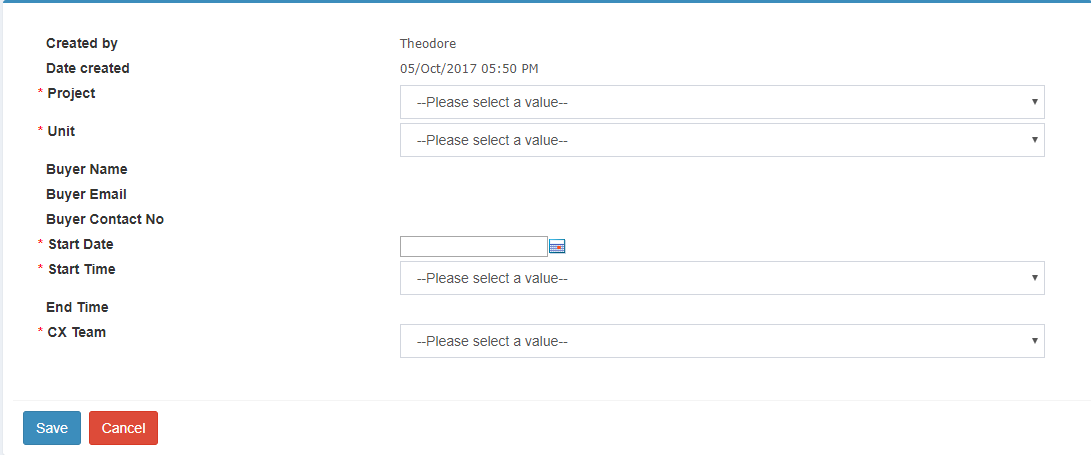 Created by Theodore
Date created 05/Oct/2017 05:50 PM
* Project --Please select a value--
* Unit --Please select a value--
Buyer Name
Buyer Email
Buyer Contact No
* Start Date
* Start Time --Please select a value--
End Time
* CX Team --Please select a value--
Save Cancel